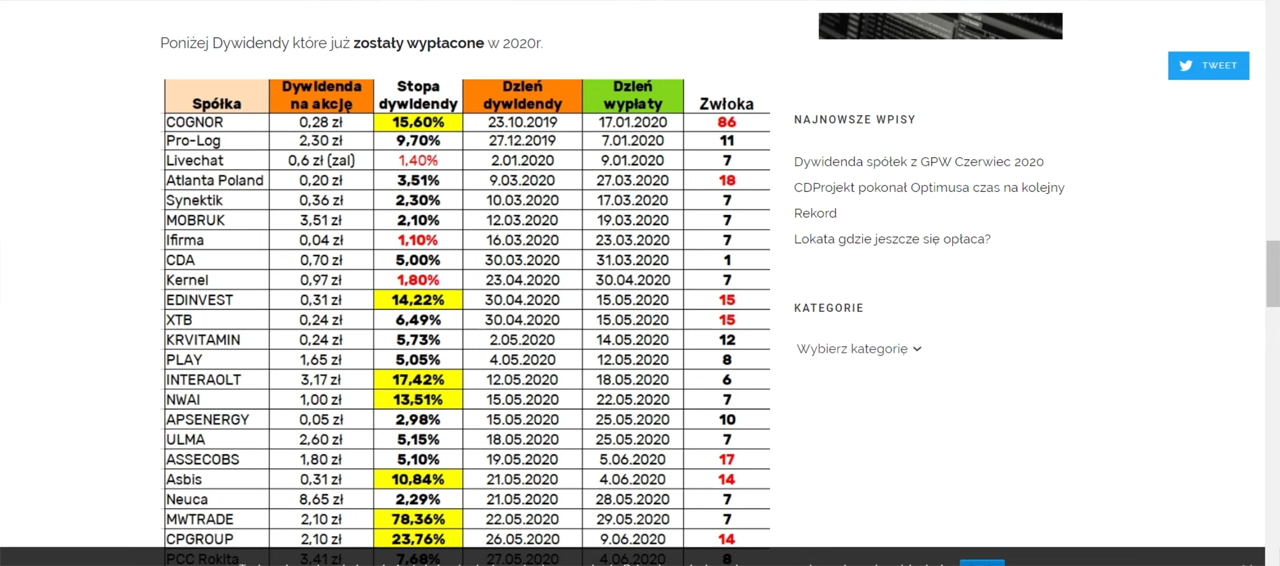 Poniżej Dywidendy które już zostały wypłacone w 2020r.
Spółka Dywidenda na akcję Stopa dywidendy Dzień dywidendy Dzień wypłaty Zwłoka
COGNOR 0,28 zł 15,60% 23.10.2019 17.01.2020 86
Pro-Log 2,30 zł 9,70% 27.12.2019 7.01.2020 11
Livechat 0,6 zł (zal) 1,40% 2.01.2020 9.01.2020 7
Atlanta Poland 0,20 zł 3,51% 9.03.2020 27.03.2020 18
Synektik 0,36 zł 2,30% 10.03.2020 17.03.2020 7
MOBRUK 3,51 zł 2,10% 12.03.2020 19.03.2020 7
Ifirma 0,04 zł 1,10% 16.03.2020 23.03.2020 7
CDA 0,70 zł 5,00% 30.03.2020 31.03.2020 1
Kernel 0,97 zł 1,80% 23.04.2020 30.04.2020 7
EDINVEST 0,31 zł 14,22% 30.04.2020 15.05.2020 15
XTB 0,24 zł 6,49% 30.04.2020 15.05.2020 15
KRVITAMIN 0,24 zł 5,73% 2.05.2020 14.05.2020 12
PLAY 1,65 zł 5,05% 4.05.2020 12.05.2020 8
INTERAOLT 3,17 zł 17,42% 12.05.2020 18.05.2020 6
NWAI 1,00 zł 13,51% 15.05.2020 22.05.2020 7
APSENERGY 0,05 zł 2,98% 15.05.2020 25.05.2020 10
ULMA 2,60 zł 5,15% 18.05.2020 25.05.2020 7
ASSECOBS 1,80 zł 5,10% 19.05.2020 5.06.2020 17
Asbis 0,31 zł 10,84% 21.05.2020 4.06.2020 14
Neuca 8,65 zł 2,29% 21.05.2020 28.05.2020 7
MWTRADE 2,10 zł 78,36% 22.05.2020 29.05.2020 7
CPGROUP 2,10 zł 23,76% 26.05.2020 9.06.2020 14
PCC Rokita 3,41 zł 7,68% 27.05.2020 4.06.2020 8
TWEET
NAJNOWSZE WPISY
Dywidenda spółek z GPW Czerwiec 2020
CDProjekt pokonał Optimusa czas na kolejny
Rekord
Lokata gdzie jeszcze się opłaca?
KATEGORIE
Wybierz kategorię